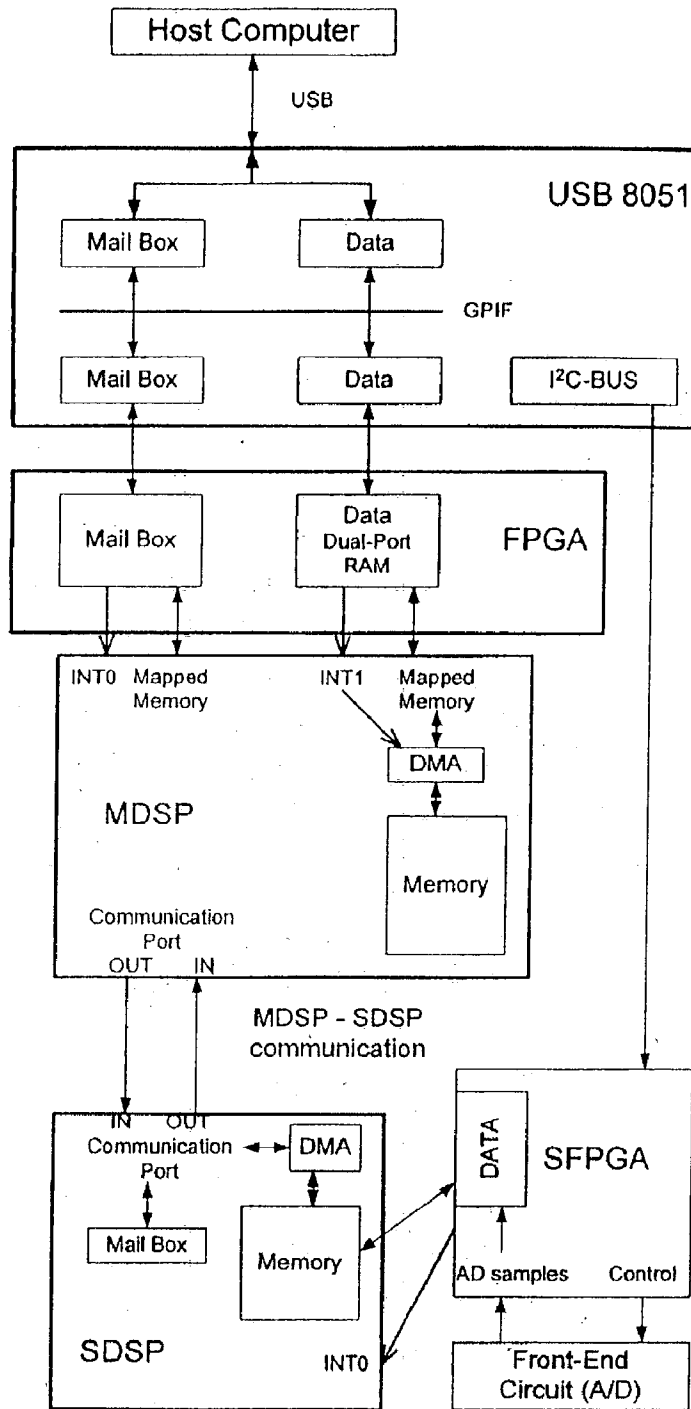 Host Computer
USB
USB 8051
Mail Box
Data
GPIF
Mail Box
Data
I²C-BUS
Mail Box
Data
Dual-Port
RAM
FPGA
INT0
Mapped
Memory
INT1
Mapped
Memory
DMA
MDSP
Memory
Communication
Port
OUT
IN
MDSP - SDSP
communication
IN
OUT
Communication
Port
DMA
Mail Box
Memory
SDSP
INT0
DATA
SFPGA
AD samples
Control
Front-End
Circuit (A/D)